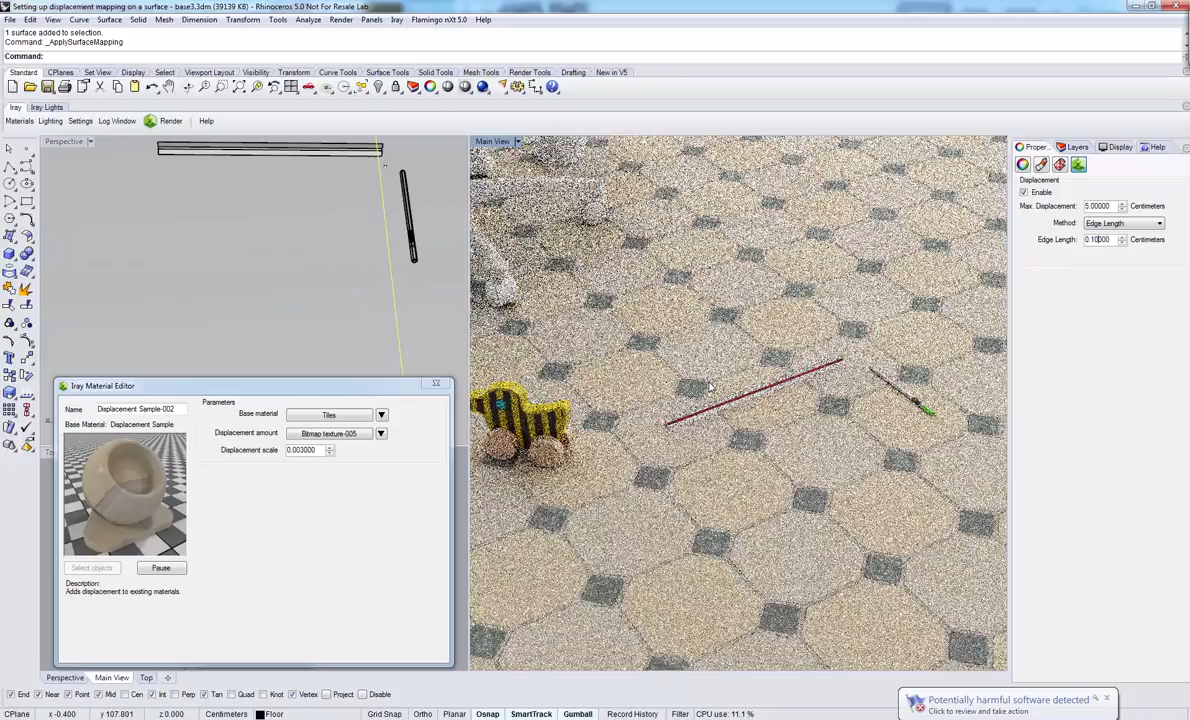 Setting up displacement mapping on a surface - base3.3dm (39139 KB) - Rhinoceros 5.0 Not For Resale Lab
File Edit View Curve Surface Solid Mesh Dimension Transform Tools Analyze Render Panels Iray Flamingo nXt 5.0 Help
1 surface added to selection.
Command: _ApplySurfaceMapping
Command:
Standard CPlanes Set View Display Select Viewport Layout Visibility Transform Curve Tools Surface Tools Solid Tools Mesh Tools Render Tools Drafting New in V5
Iray Iray Lights
Materials Lighting Settings Log Window Render Help
Perspective
Main View
Proper... Layers Display Help
Displacement
Enable
Max. Displacement: 5.00000 Centimeters
Method: Edge Length
Edge Length: 0.10000 Centimeters
Iray Material Editor
Name Displacement Sample-002
Base Material: Displacement Sample
Parameters
Base material Tiles
Displacement amount Bitmap texture-005
Displacement scale 0.003000
Select objects Pause
Description:
Adds displacement to existing materials.
Perspective Main View Top
End Near Point Mid Cen Int Perp Tan Quad Knot Vertex Project Disable
CPlane x -0.400 y 107.801 z 0.000 Centimeters Floor Grid Snap Ortho Planar Osnap SmartTrack Gumball Record History Filter CPU use: 11.1 %
Potentially harmful software detected
Click to review and take action